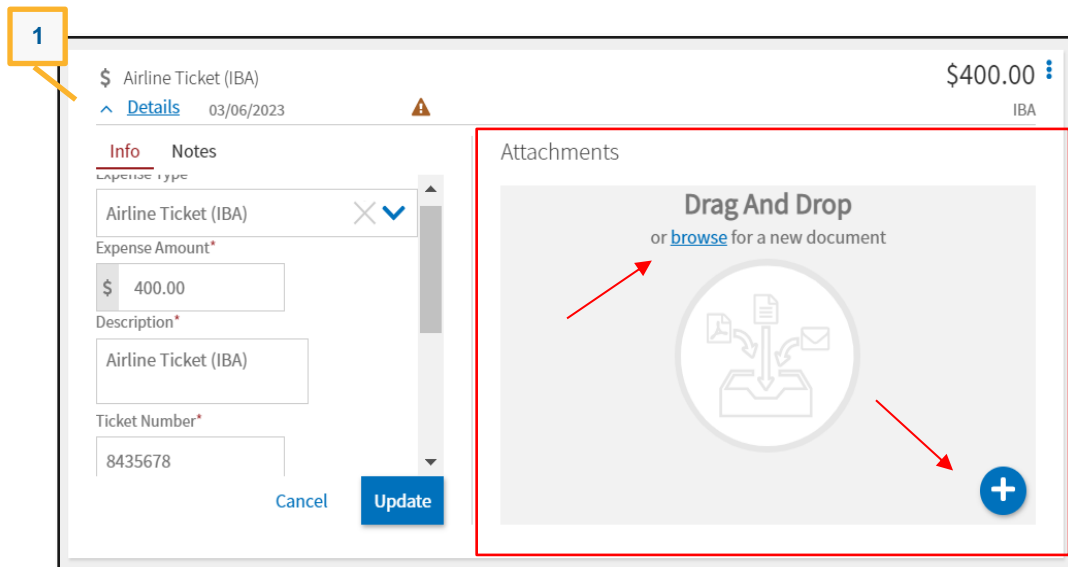 1
$ Airline Ticket (IBA)
$400.00
Details 03/06/2023
IBA
Info Notes
Expense Type
Airline Ticket (IBA)
Expense Amount*
$ 400.00
Description*
Airline Ticket (IBA)
Ticket Number*
8435678
Cancel Update
Attachments
Drag And Drop
or browse for a new document